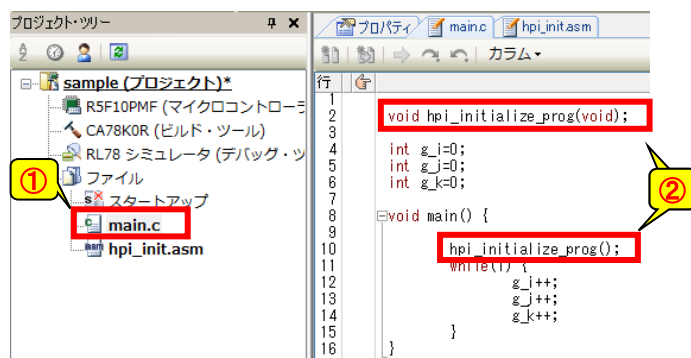 プロジェクト・ツリー
sample (プロジェクト)*
R5F10PMF (マイクロコントローラ
CA78K0R (ビルド・ツール)
RL78 シミュレータ (デバッグ・ツ
ファイル
スタートアップ
main.c
hpi_init.asm
①
プロパティ main.c hpi_init.asm
カラム
行
1
2 void hpi_initialize_prog(void);
3
4 int g_i=0;
5 int g_j=0;
6 int g_k=0;
7
8 void main() {
9
10 hpi_initialize_prog();
11 while(1) {
12 g_i++;
13 g_j++;
14 g_k++;
15 }
16 }
②